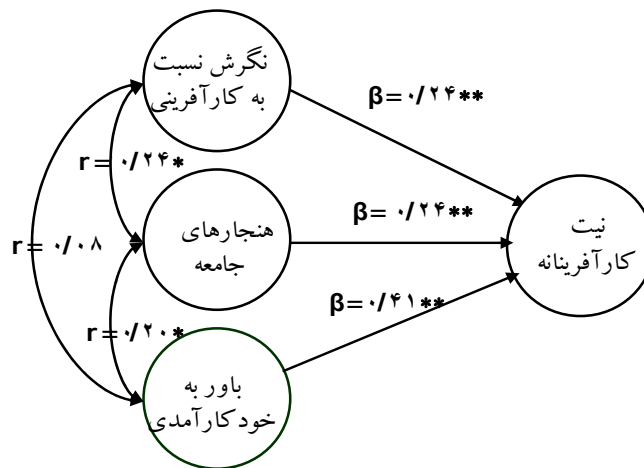 نگرش نسبت
به کارآفرینی
β=۰/۲۴**
r=۰/۲۴*
هنجارهای
جامعه
β=۰/۲۴**
نیت
کارآفرینانه
r=۰/۰۸
β=۰/۴۱**
r=۰/۲۰*
باور به
خودکارآمدی